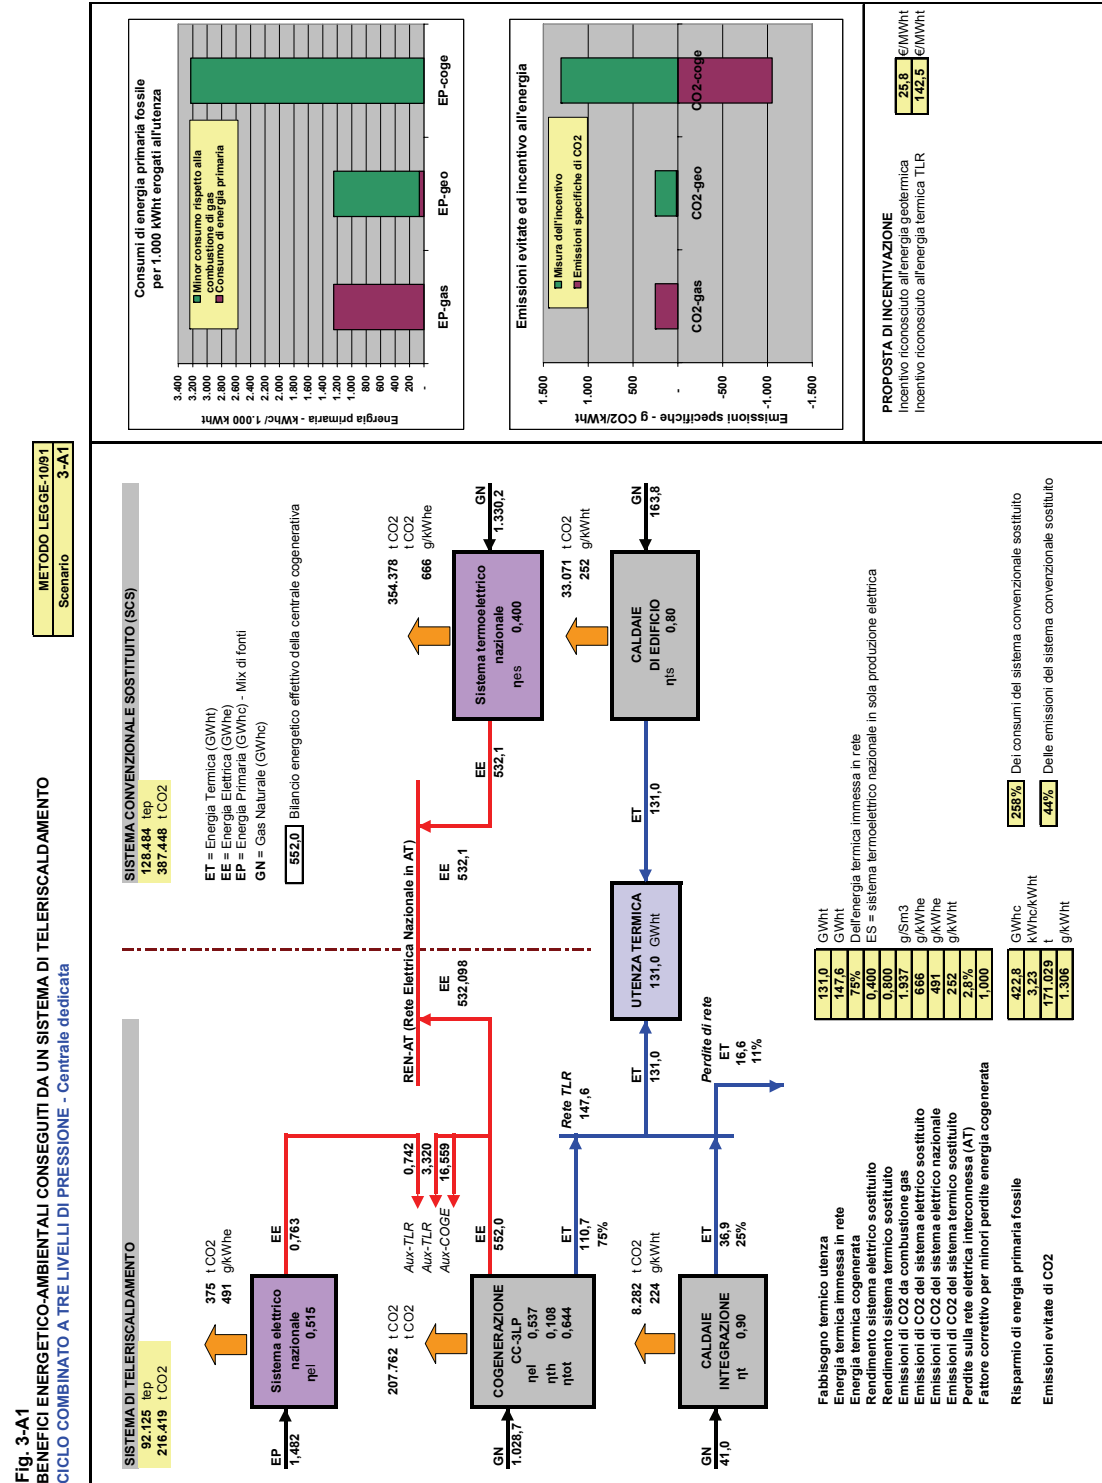 Fig. 3-A1
BENEFICI ENERGETICO-AMBIENTALI CONSEGUITI DA UN SISTEMA DI TELERISCALDAMENTO
CICLO COMBINATO A TRE LIVELLI DI PRESSIONE - Centrale dedicata
METODO LEGGE-10/91
Scenario 3-A1
SISTEMA DI TELERISCALDAMENTO
92.125 tep
216.419 t CO2
SISTEMA CONVENZIONALE SOSTITUITO (SCS)
128.484 tep
387.448 t CO2
ET = Energia Termica (GWht)
EE = Energia Elettrica (GWhe)
EP = Energia Primaria (GWhc) - Mix di fonti
GN = Gas Naturale (GWhc)
552,0 Bilancio energetico effettivo della centrale cogenerativa
375 t CO2
491 g/kWhe
EP
1,482
Sistema elettrico
nazionale
ηel 0,515
EE
0,763
207.762 t CO2
t CO2
GN
1.028,7
COGENERAZIONE
CC-3LP
ηel 0,537
ηth 0,108
ηtot 0,644
Aux-TLR 0,742
Aux-TLR 3,320
Aux-COGE 16,559
EE
552,0
ET
110,7
75%
8.282 t CO2
224 g/kWht
GN
41,0
CALDAIE
INTEGRAZIONE
ηt 0,90
ET
36,9
25%
Rete TLR
147,6
Perdite di rete
ET
16,6
11%
ET
131,0
REN-AT (Rete Elettrica Nazionale in AT)
EE
532,098
EE
532,1
UTENZA TERMICA
131,0 GWht
EE
532,1
ET
131,0
354.378 t CO2
t CO2
666 g/kWhe
Sistema termoelettrico
nazionale
ηes 0,400
GN
1.330,2
33.071 t CO2
252 g/kWht
CALDAIE
DI EDIFICIO
ηts 0,80
GN
163,8
Fabbisogno termico utenza 131,0 GWht
Energia termica immessa in rete 147,6 GWht
Energia termica cogenerata 75% Dell'energia termica immessa in rete
Rendimento sistema elettrico sostituito 0,400 ES = sistema termoelettrico nazionale in sola produzione elettrica
Rendimento sistema termico sostituito 0,800
Emissioni di CO2 da combustione gas 1.937 g/Sm3
Emissioni di CO2 del sistema elettrico sostituito 666 g/kWhe
Emissioni di CO2 del sistema elettrico nazionale 491 g/kWhe
Emissioni di CO2 del sistema termico sostituito 252 g/kWht
Perdite sulla rete elettrica interconnessa (AT) 2,8%
Fattore correttivo per minori perdite energia cogenerata 1,000
Risparmio di energia primaria fossile 422,8 GWhc 258% Dei consumi del sistema convenzionale sostituito
3,23 kWhc/kWht
Emissioni evitate di CO2 171.029 t 44% Delle emissioni del sistema convenzionale sostituito
1.306 g/kWht
Consumi di energia primaria fossile
per 1.000 kWht erogati all'utenza
Energia primaria - kWhc/1.000 kWht
3.400
3.200
3.000
2.800
2.600
2.400
2.200
2.000
1.800
1.600
1.400
1.200
1.000
800
600
400
200
-
Minor consumo rispetto alla
combustione di gas
Consumo di energia primaria
EP-gas
EP-geo
EP-coge
Emissioni evitate ed incentivo all'energia
Emissioni specifiche - g CO2/kWht
1.500
1.000
500
-
-500
-1.000
-1.500
Misura dell'incentivo
Emissioni specifiche di CO2
CO2-gas
CO2-geo
CO2-coge
PROPOSTA DI INCENTIVAZIONE
Incentivo riconosciuto all'energia geotermica 25,8 €/MWht
Incentivo riconosciuto all'energia termica TLR 142,5 €/MWht